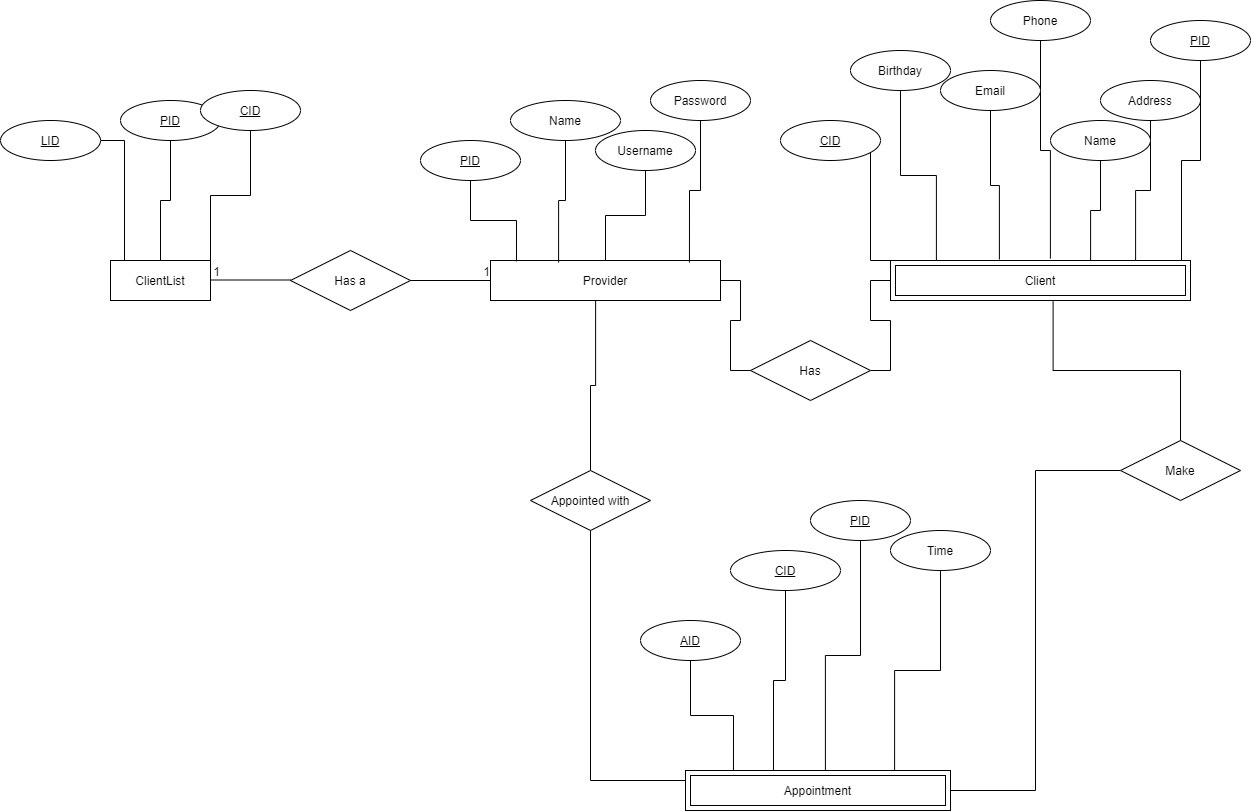 Phone
PID
Birthday
Email
Address
Password
CID
PID
Name
LID
CID
Name
Username
PID
ClientList
1
Has a
1
Provider
Client
Has
Make
Appointed with
PID
Time
CID
AID
Appointment